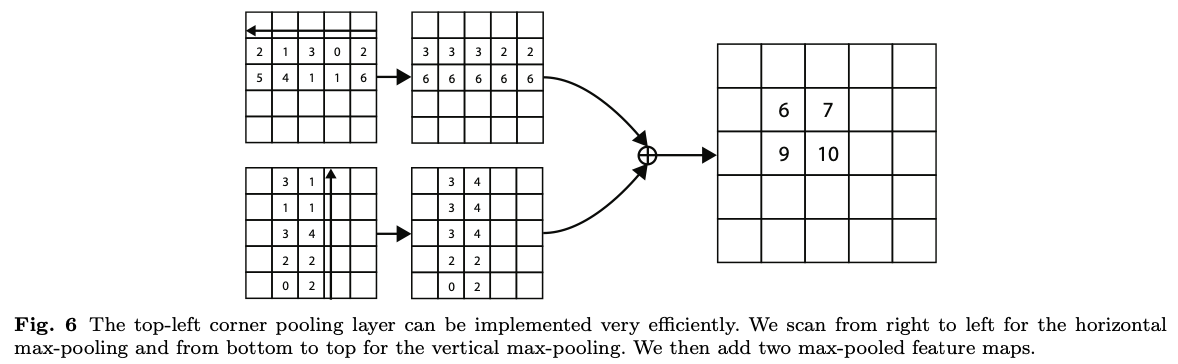 2 1 3 0 2
5 4 1 1 6
3 3 3 2 2
6 6 6 6 6
3 1
1 1
3 4
2 2
0 2
3 4
3 4
3 4
2 2
0 2
6 7
9 10
Fig. 6 The top-left corner pooling layer can be implemented very efficiently. We scan from right to left for the horizontal
max-pooling and from bottom to top for the vertical max-pooling. We then add two max-pooled feature maps.